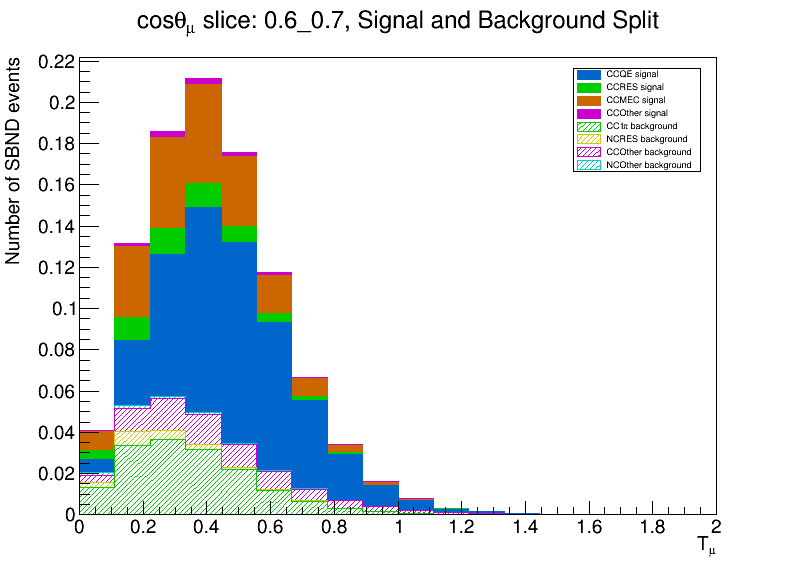 cosθμ slice: 0.6_0.7, Signal and Background Split
Number of SBND events
0.22
0.2
0.18
0.16
0.14
0.12
0.1
0.08
0.06
0.04
0.02
0
CCQE signal
CCRES signal
CCMEC signal
CCOther signal
CC1π background
NCRES background
CCOther background
NCOther background
0 0.2 0.4 0.6 0.8 1 1.2 1.4 1.6 1.8 2
Tμ